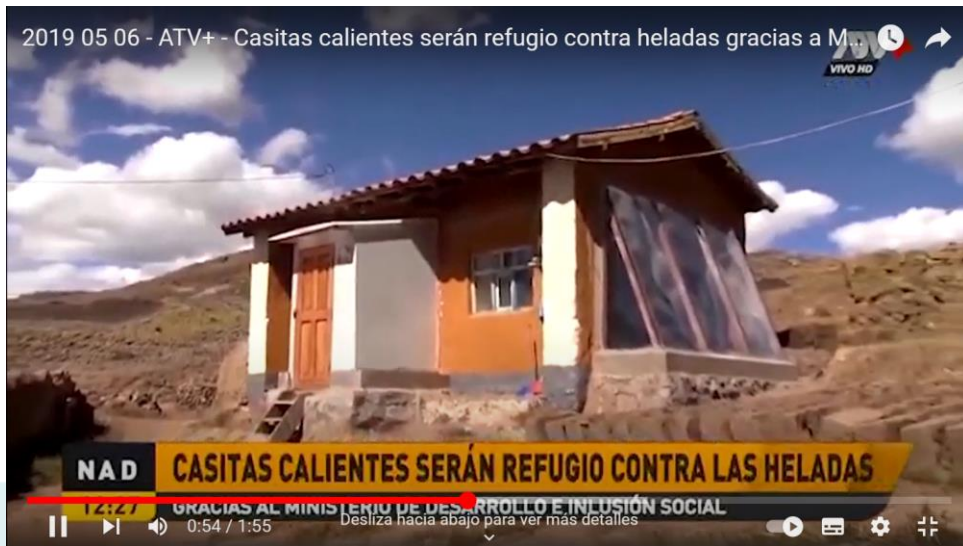 2019 05 06 - ATV+ - Casitas calientes serán refugio contra heladas gracias a M...
VIVO HD
NAD
CASITAS CALIENTES SERÁN REFUGIO CONTRA LAS HELADAS
12:27
GRACIAS AL MINISTERIO DE DESARROLLO E INLUSIÓN SOCIAL
0:54 / 1:55
Desliza hacia abajo para ver más detalles